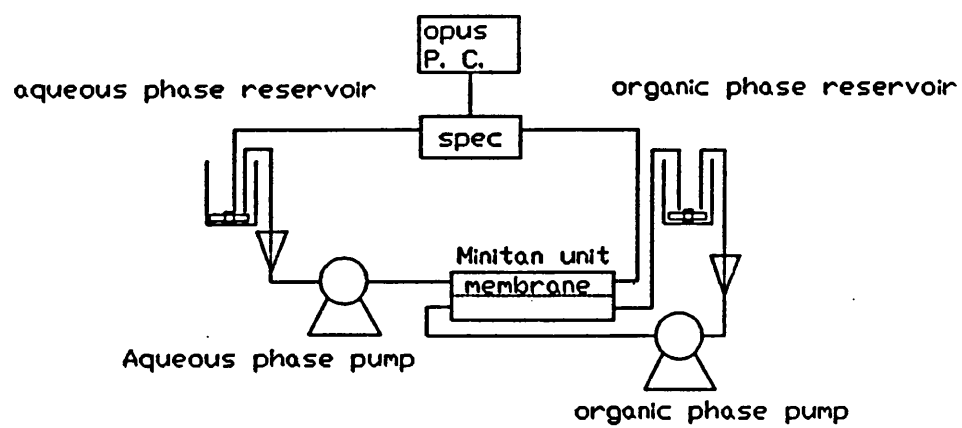 opus
P. C.
aqueous phase reservoir
organic phase reservoir
spec
Minitan unit
membrane
Aqueous phase pump
organic phase pump